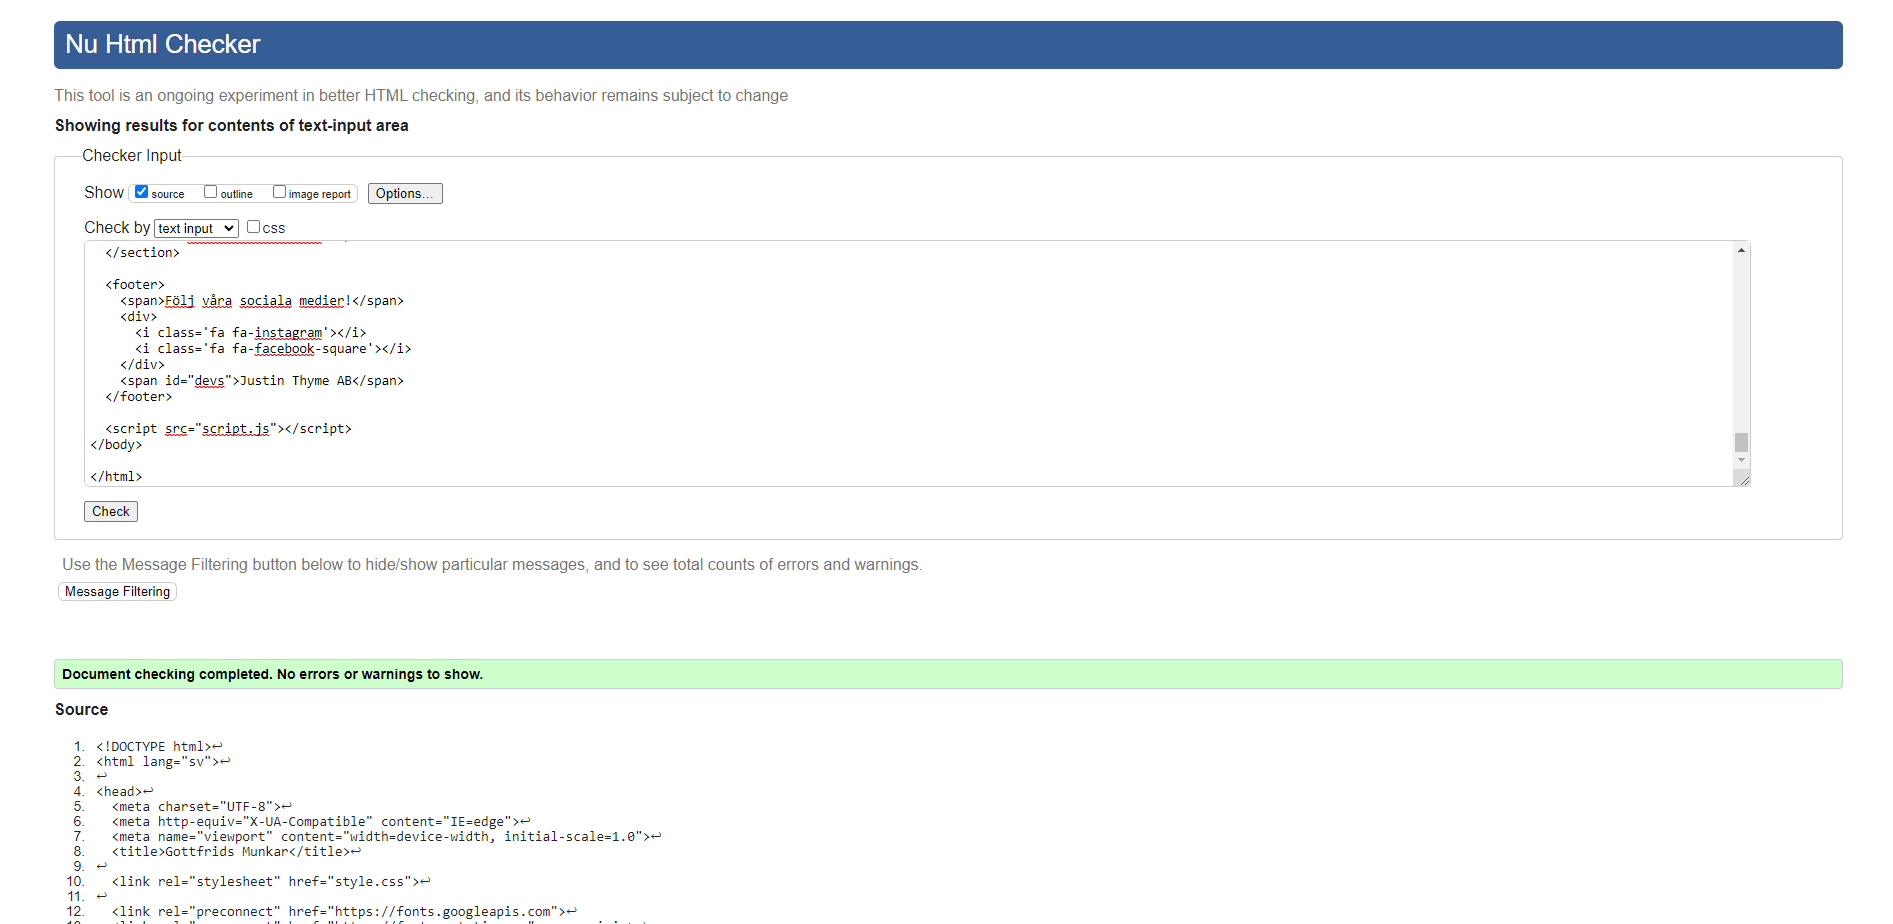 Nu Html Checker
This tool is an ongoing experiment in better HTML checking, and its behavior remains subject to change
Showing results for contents of text-input area
Checker Input
Show source outline image report Options...
Check by text input css
</section>
<footer>
<span>Följ våra sociala medier!</span>
<div>
<i class='fa fa-instagram'></i>
<i class='fa fa-facebook-square'></i>
</div>
<span id="devs">Justin Thyme AB</span>
</footer>
<script src="script.js"></script>
</body>
</html>
Check
Use the Message Filtering button below to hide/show particular messages, and to see total counts of errors and warnings.
Message Filtering
Document checking completed. No errors or warnings to show.
Source
1. <!DOCTYPE html>↩
2. <html lang="sv">↩
3. ↩
4. <head>↩
5. <meta charset="UTF-8">↩
6. <meta http-equiv="X-UA-Compatible" content="IE=edge">↩
7. <meta name="viewport" content="width=device-width, initial-scale=1.0">↩
8. <title>Gottfrids Munkar</title>↩
9. ↩
10. <link rel="stylesheet" href="style.css">↩
11. ↩
12. <link rel="preconnect" href="https://fonts.googleapis.com">↩